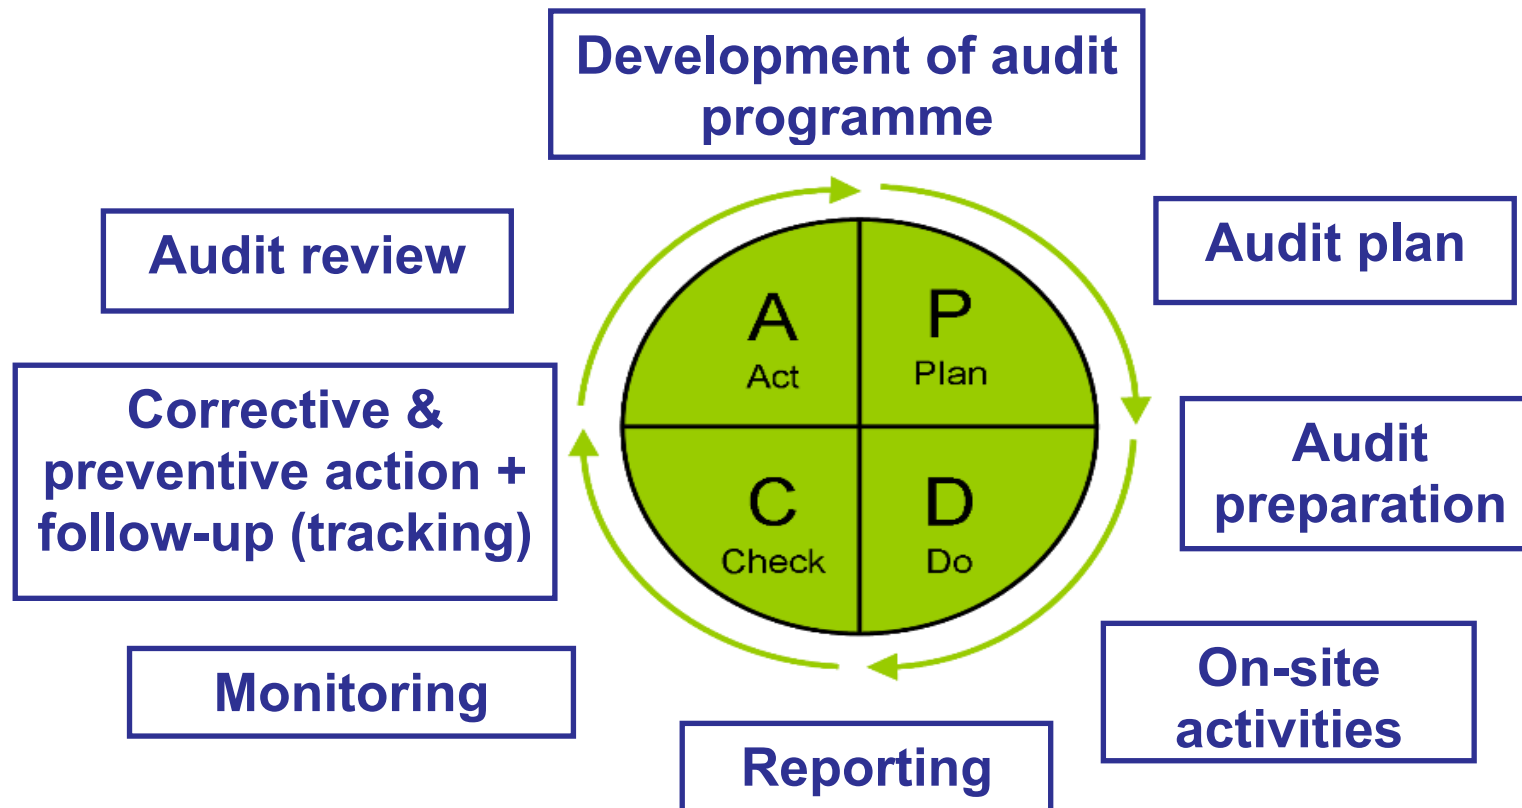 Development of audit
programme
Audit review
Audit plan
A
Act
P
Plan
Corrective &
preventive action +
follow-up (tracking)
Audit
preparation
C
Check
D
Do
Monitoring
On-site
activities
Reporting